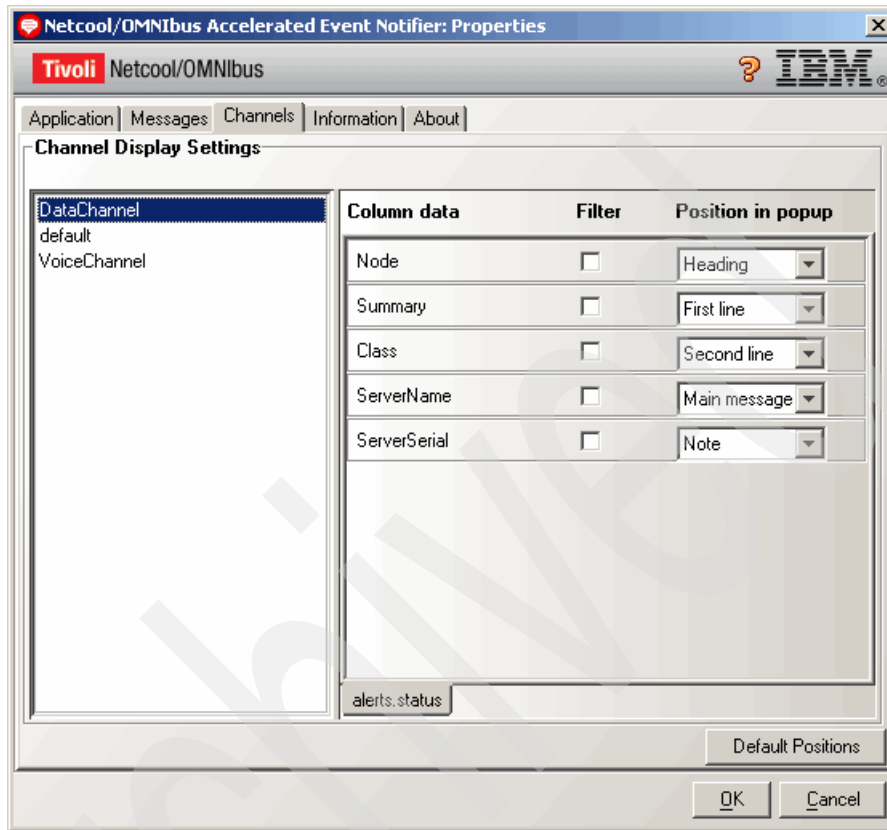 Netcool/OMNIbus Accelerated Event Notifier: Properties
Tivoli Netcool/OMNIbus
? IBM®
Application Messages Channels Information About
Channel Display Settings
DataChannel
default
VoiceChannel
Column data Filter Position in popup
Node Heading
Summary First line
Class Second line
ServerName Main message
ServerSerial Note
alerts.status
Default Positions
OK Cancel